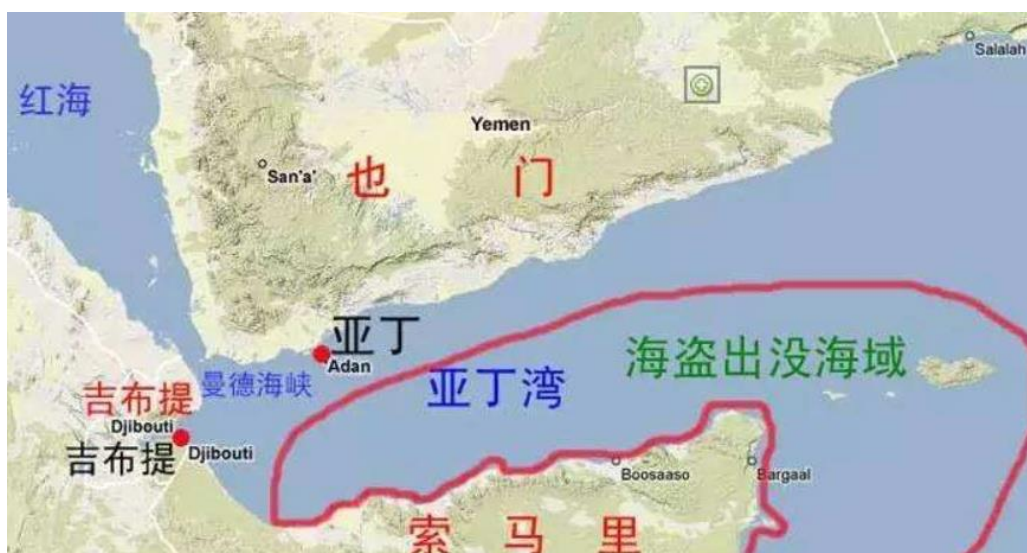 Salalah
红海
Yemen
San'a'
也 门
亚丁
Adan
海盗出没海域
曼德海峡
亚丁湾
吉布提
Djibouti
吉布提
Djibouti
Boosaaso
Bargaal
索 马 里